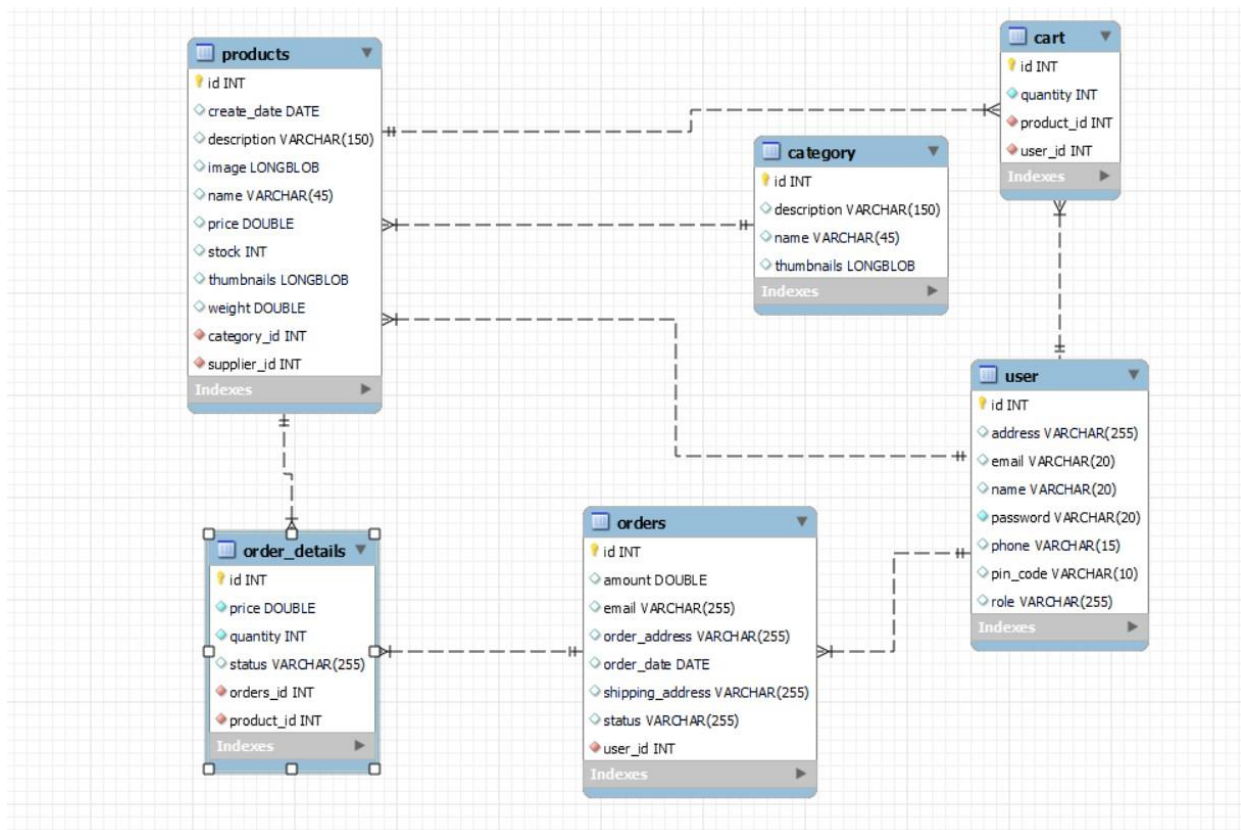 products
id INT
create_date DATE
description VARCHAR(150)
image LONGBLOB
name VARCHAR(45)
price DOUBLE
stock INT
thumbnails LONGBLOB
weight DOUBLE
category_id INT
supplier_id INT
Indexes
cart
id INT
quantity INT
product_id INT
user_id INT
Indexes
category
id INT
description VARCHAR(150)
name VARCHAR(45)
thumbnails LONGBLOB
Indexes
user
id INT
address VARCHAR(255)
email VARCHAR(20)
name VARCHAR(20)
password VARCHAR(20)
phone VARCHAR(15)
pin_code VARCHAR(10)
role VARCHAR(255)
Indexes
order_details
id INT
price DOUBLE
quantity INT
status VARCHAR(255)
orders_id INT
product_id INT
Indexes
orders
id INT
amount DOUBLE
email VARCHAR(255)
order_address VARCHAR(255)
order_date DATE
shipping_address VARCHAR(255)
status VARCHAR(255)
user_id INT
Indexes